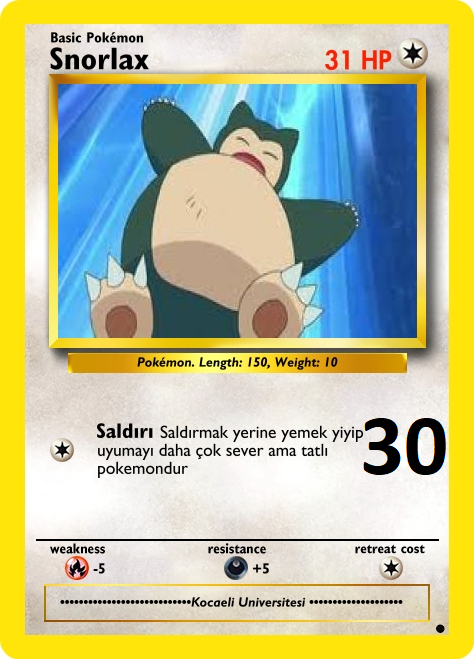 Basic Pokémon
Snorlax 31 HP
Pokémon. Length: 150, Weight: 10
Saldırı Saldırmak yerine yemek yiyip
uyumayı daha çok sever ama tatlı
pokemondur
30
weakness resistance retreat cost
-5 +5
Kocaeli Universitesi